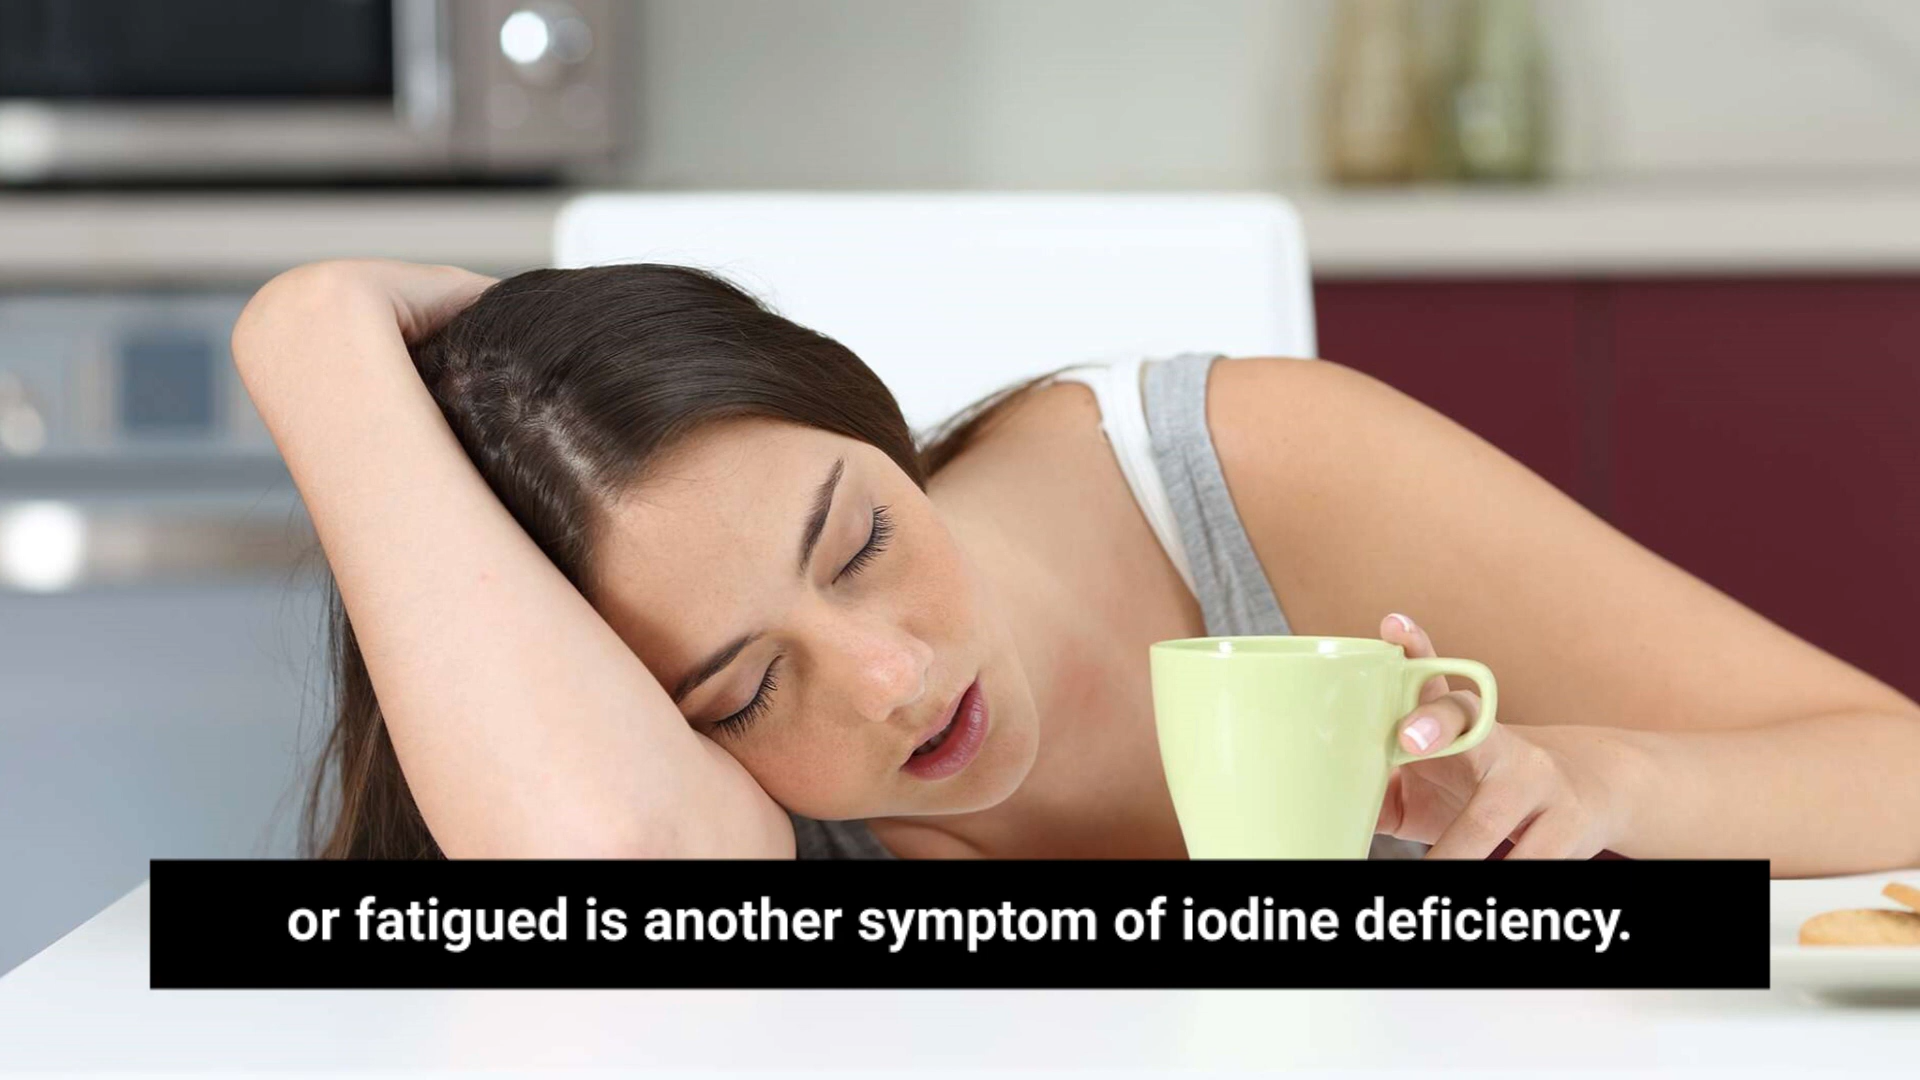 or fatigued is another symptom of iodine deficiency.